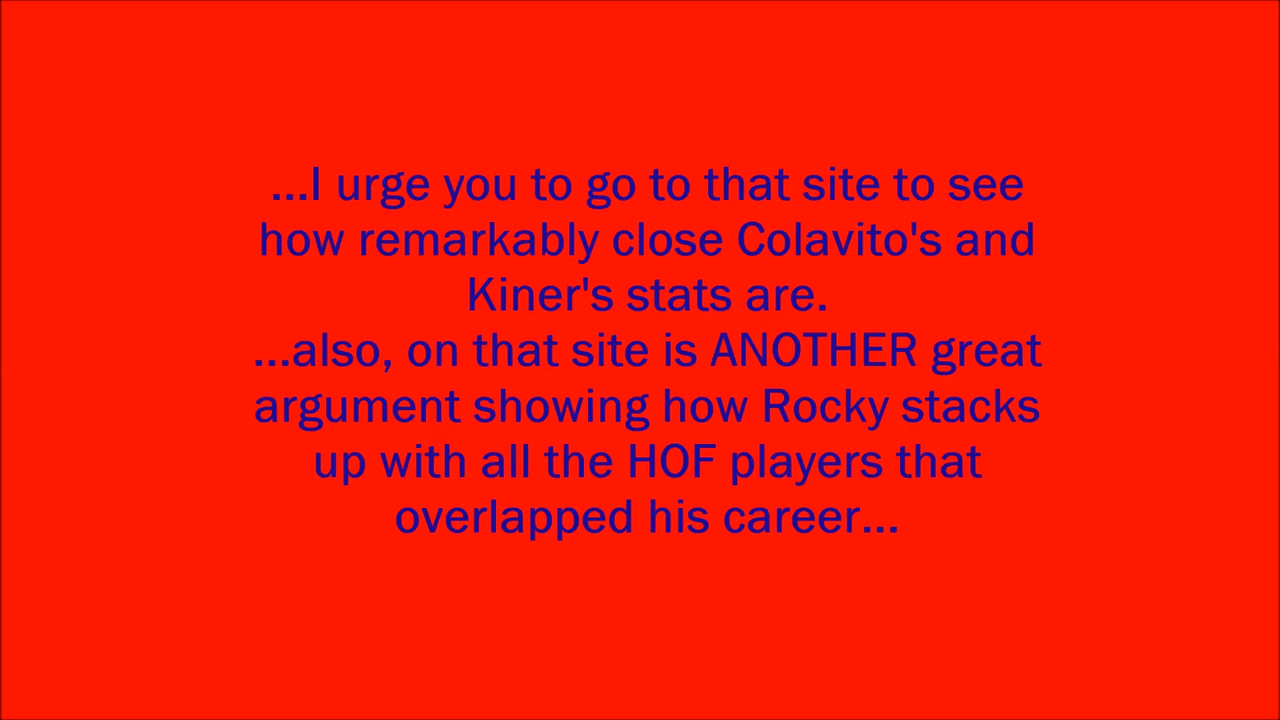 ...I urge you to go to that site to see
how remarkably close Colavito's and
Kiner's stats are.
...also, on that site is ANOTHER great
argument showing how Rocky stacks
up with all the HOF players that
overlapped his career...